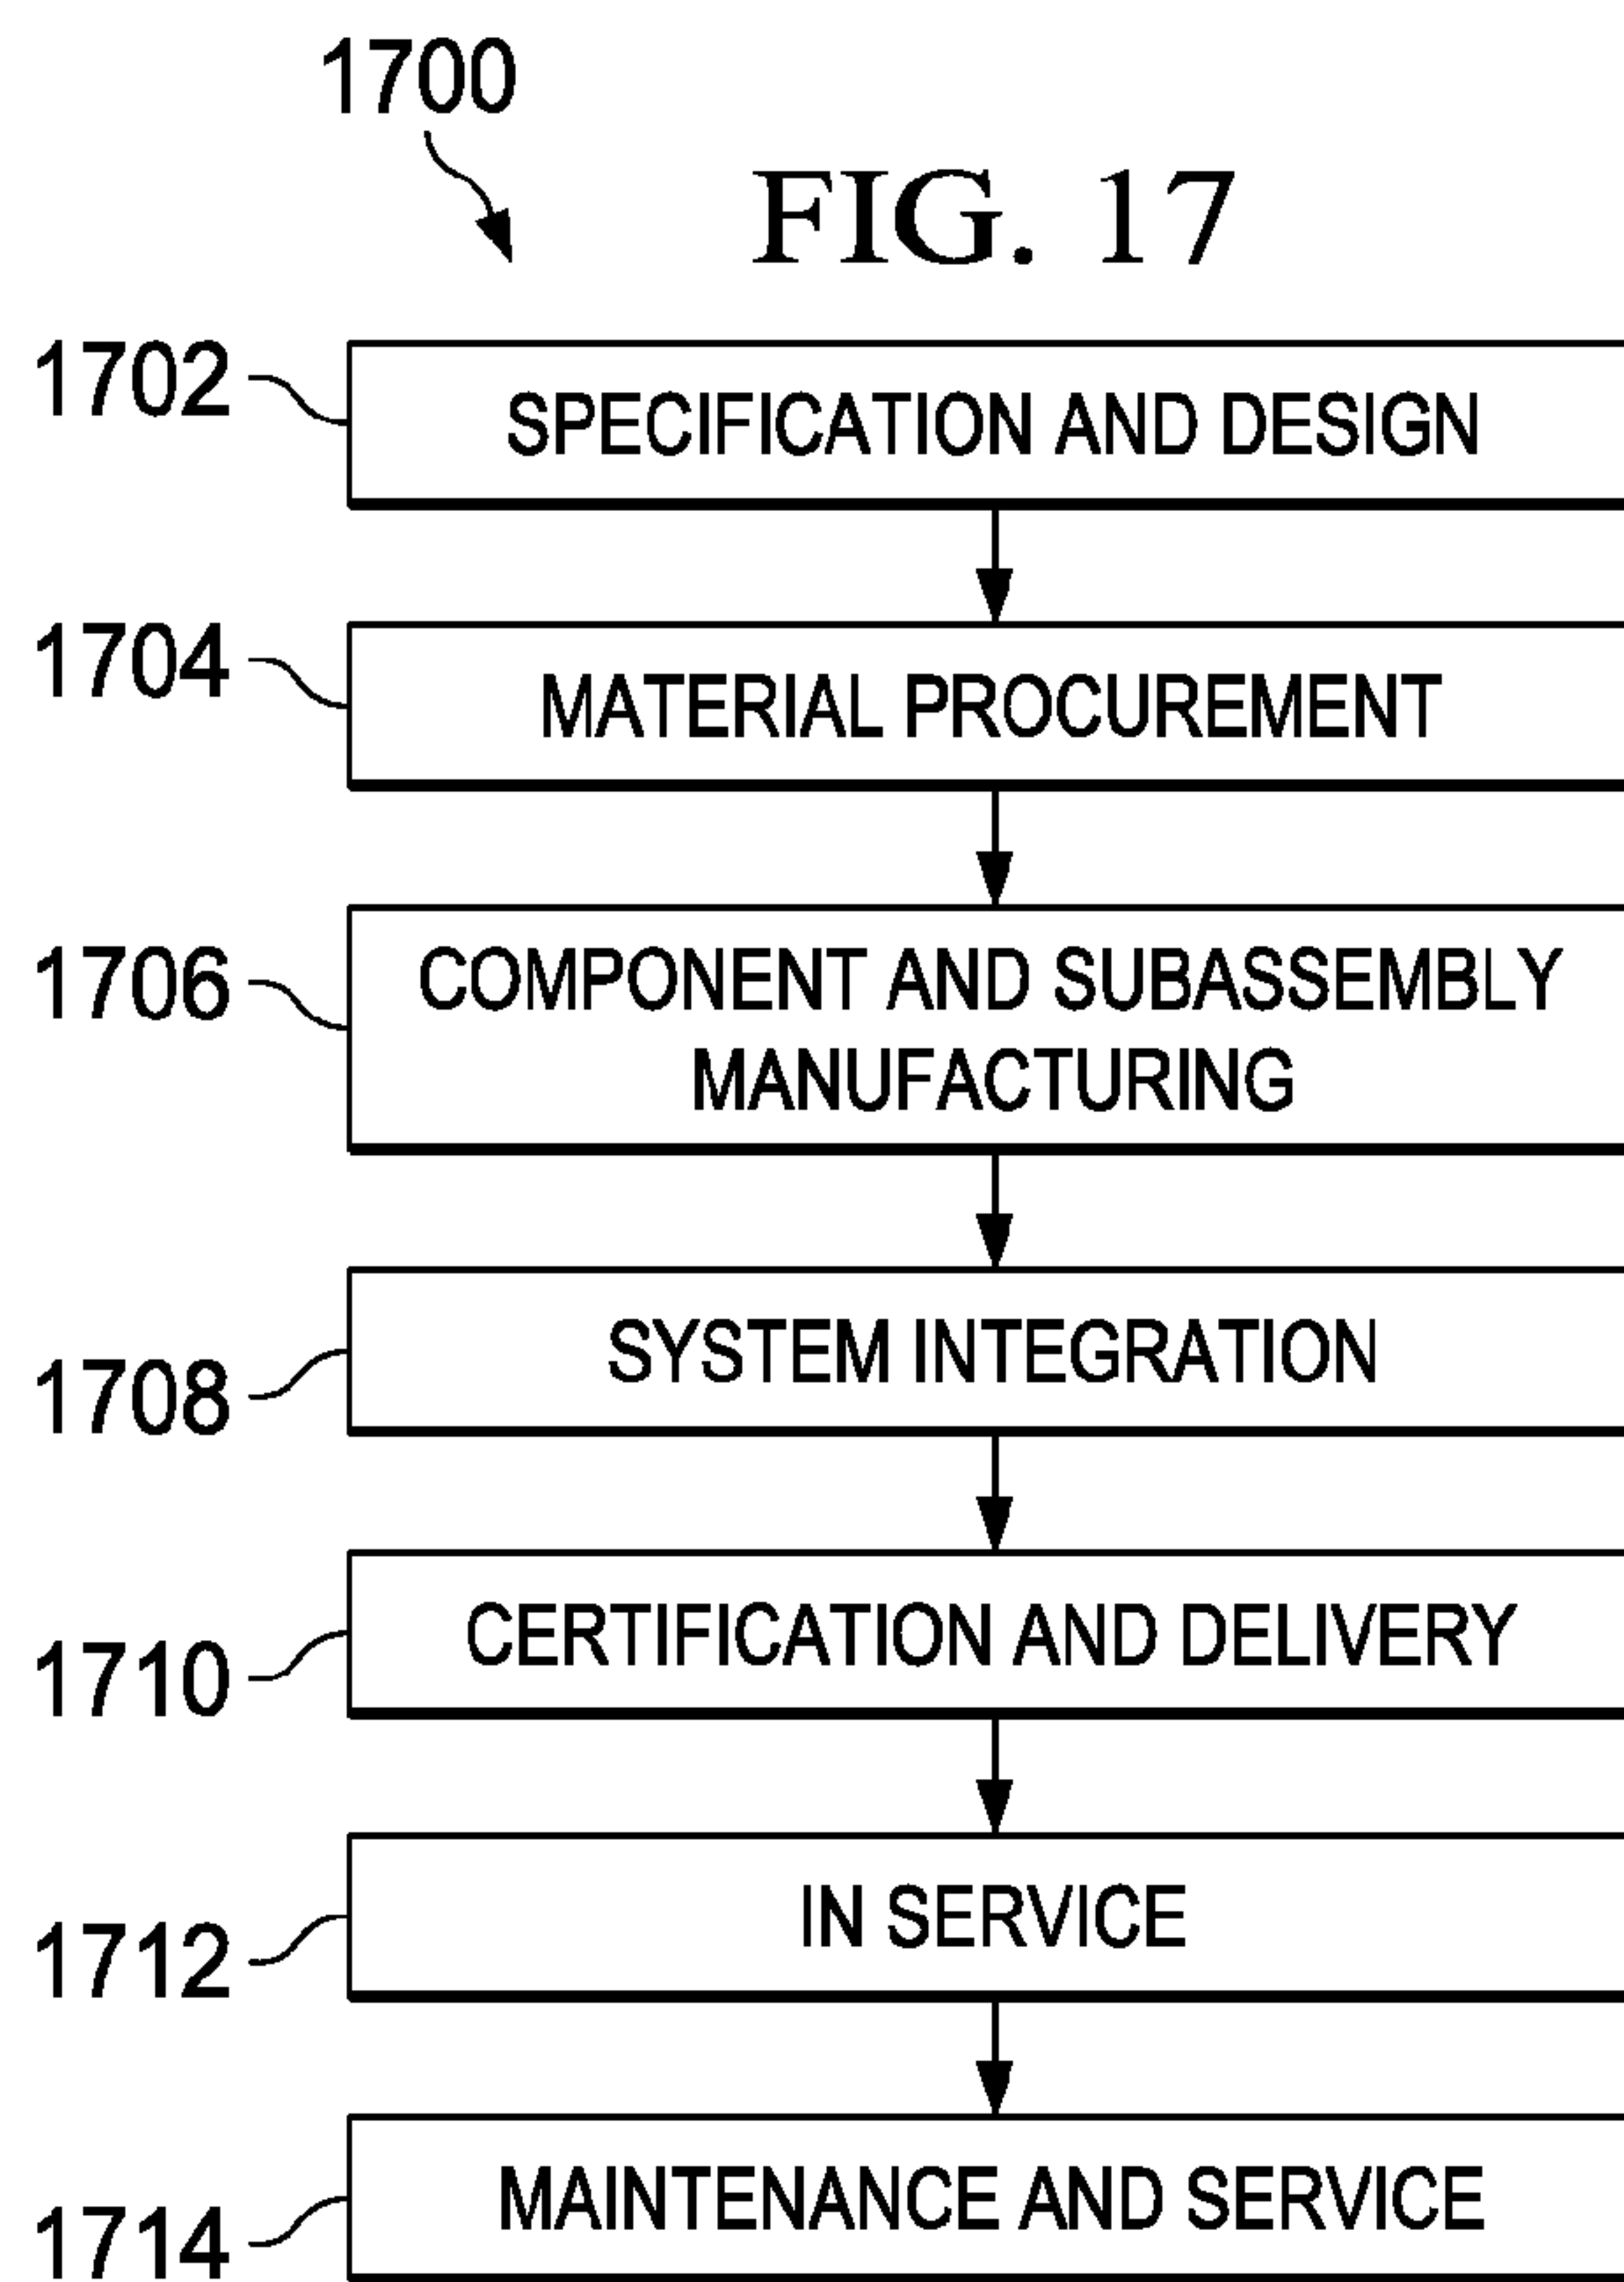 1700
FIG. 17
1702
SPECIFICATION AND DESIGN
1704
MATERIAL PROCUREMENT
1706
COMPONENT AND SUBASSEMBLY
MANUFACTURING
1708
SYSTEM INTEGRATION
1710
CERTIFICATION AND DELIVERY
1712
IN SERVICE
1714
MAINTENANCE AND SERVICE